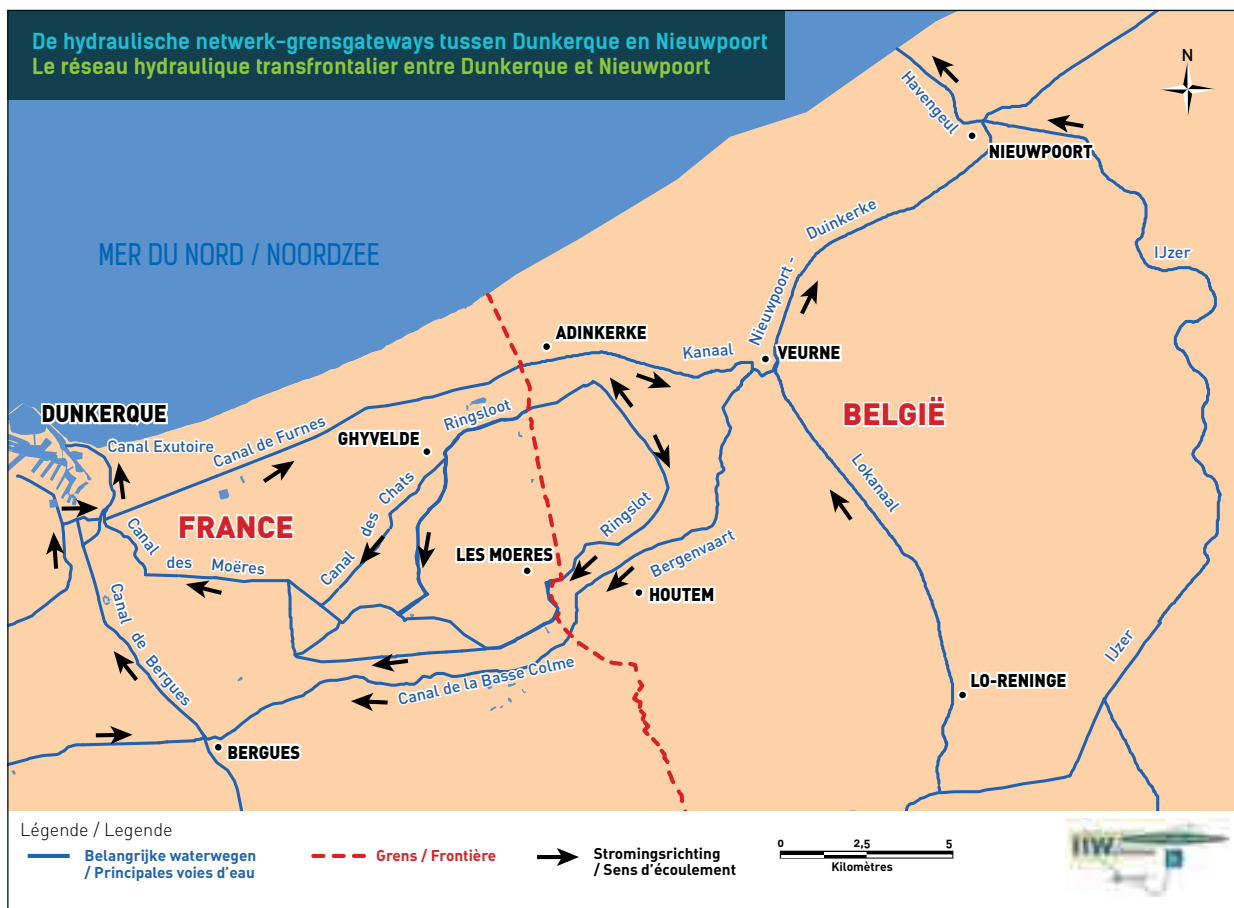 De hydraulische netwerk-grensgateways tussen Dunkerque en Nieuwpoort
Le réseau hydraulique transfrontalier entre Dunkerque et Nieuwpoort
N
Havengeul
NIEUWPOORT
MER DU NORD / NOORDZEE
Duinkerke
IJzer
Nieuwpoort -
ADINKERKE
Kanaal
VEURNE
DUNKERQUE
Canal Exutoire
Canal de Furnes
GHYVELDE
Ringsloot
BELGIË
Lokanaal
FRANCE
Canal des Chats
Ringslot
Canal des Moëres
LES MOERES
Bergenvaart
HOUTEM
Canal de Bergues
IJzer
Canal de la Basse Colme
LO-RENINGE
BERGUES
Légende / Legende
Belangrijke waterwegen
/ Principales voies d'eau
Grens / Frontière
Stromingsrichting
/ Sens d'écoulement
0 2,5 5
Kilomètres
IIW